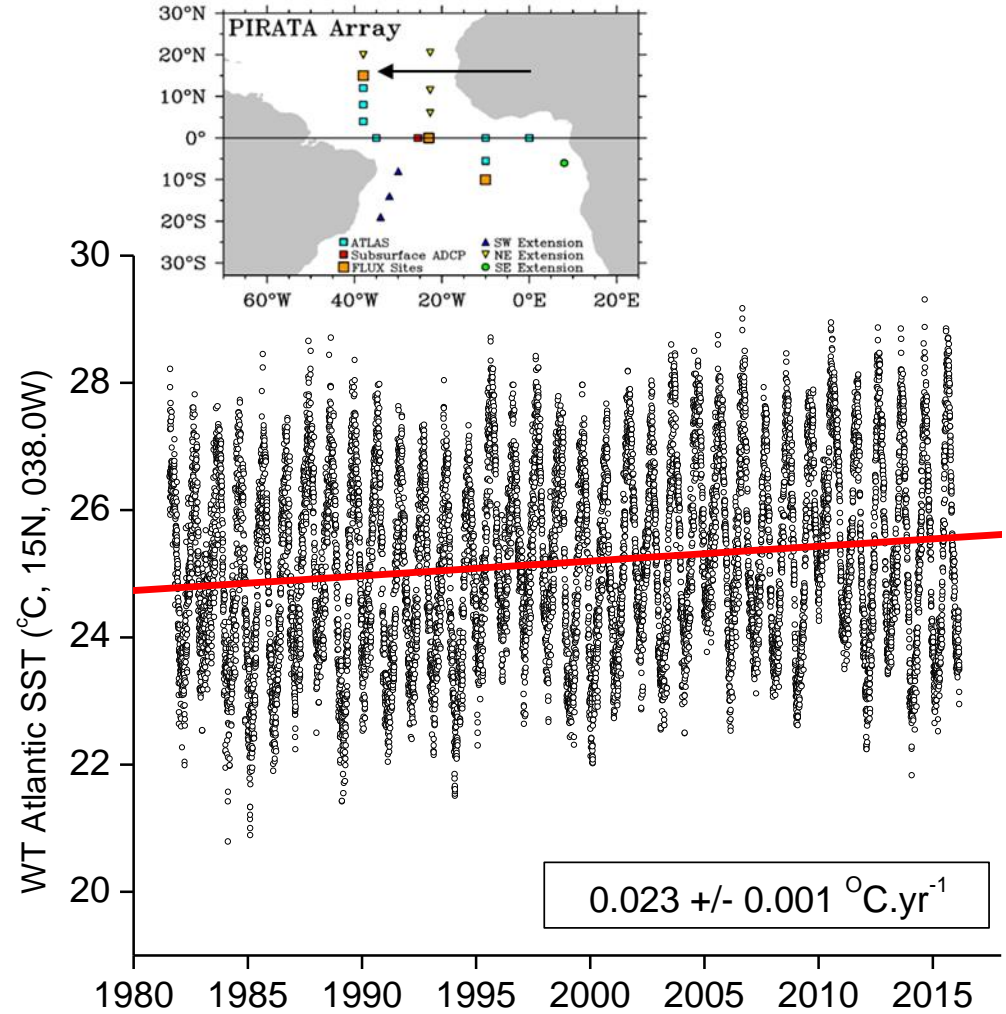 30°N
PIRATA Array
20°N
10°N
0°
10°S
20°S
30°S
ATLAS
Subsurface ADCP
FLUX Sites
SW Extension
NE Extension
SE Extension
60°W 40°W 20°W 0°E 20°E
WT Atlantic SST (°C, 15N, 038.0W)
30
28
26
24
22
20
0.023 +/- 0.001 ᴼC.yr⁻¹
1980 1985 1990 1995 2000 2005 2010 2015